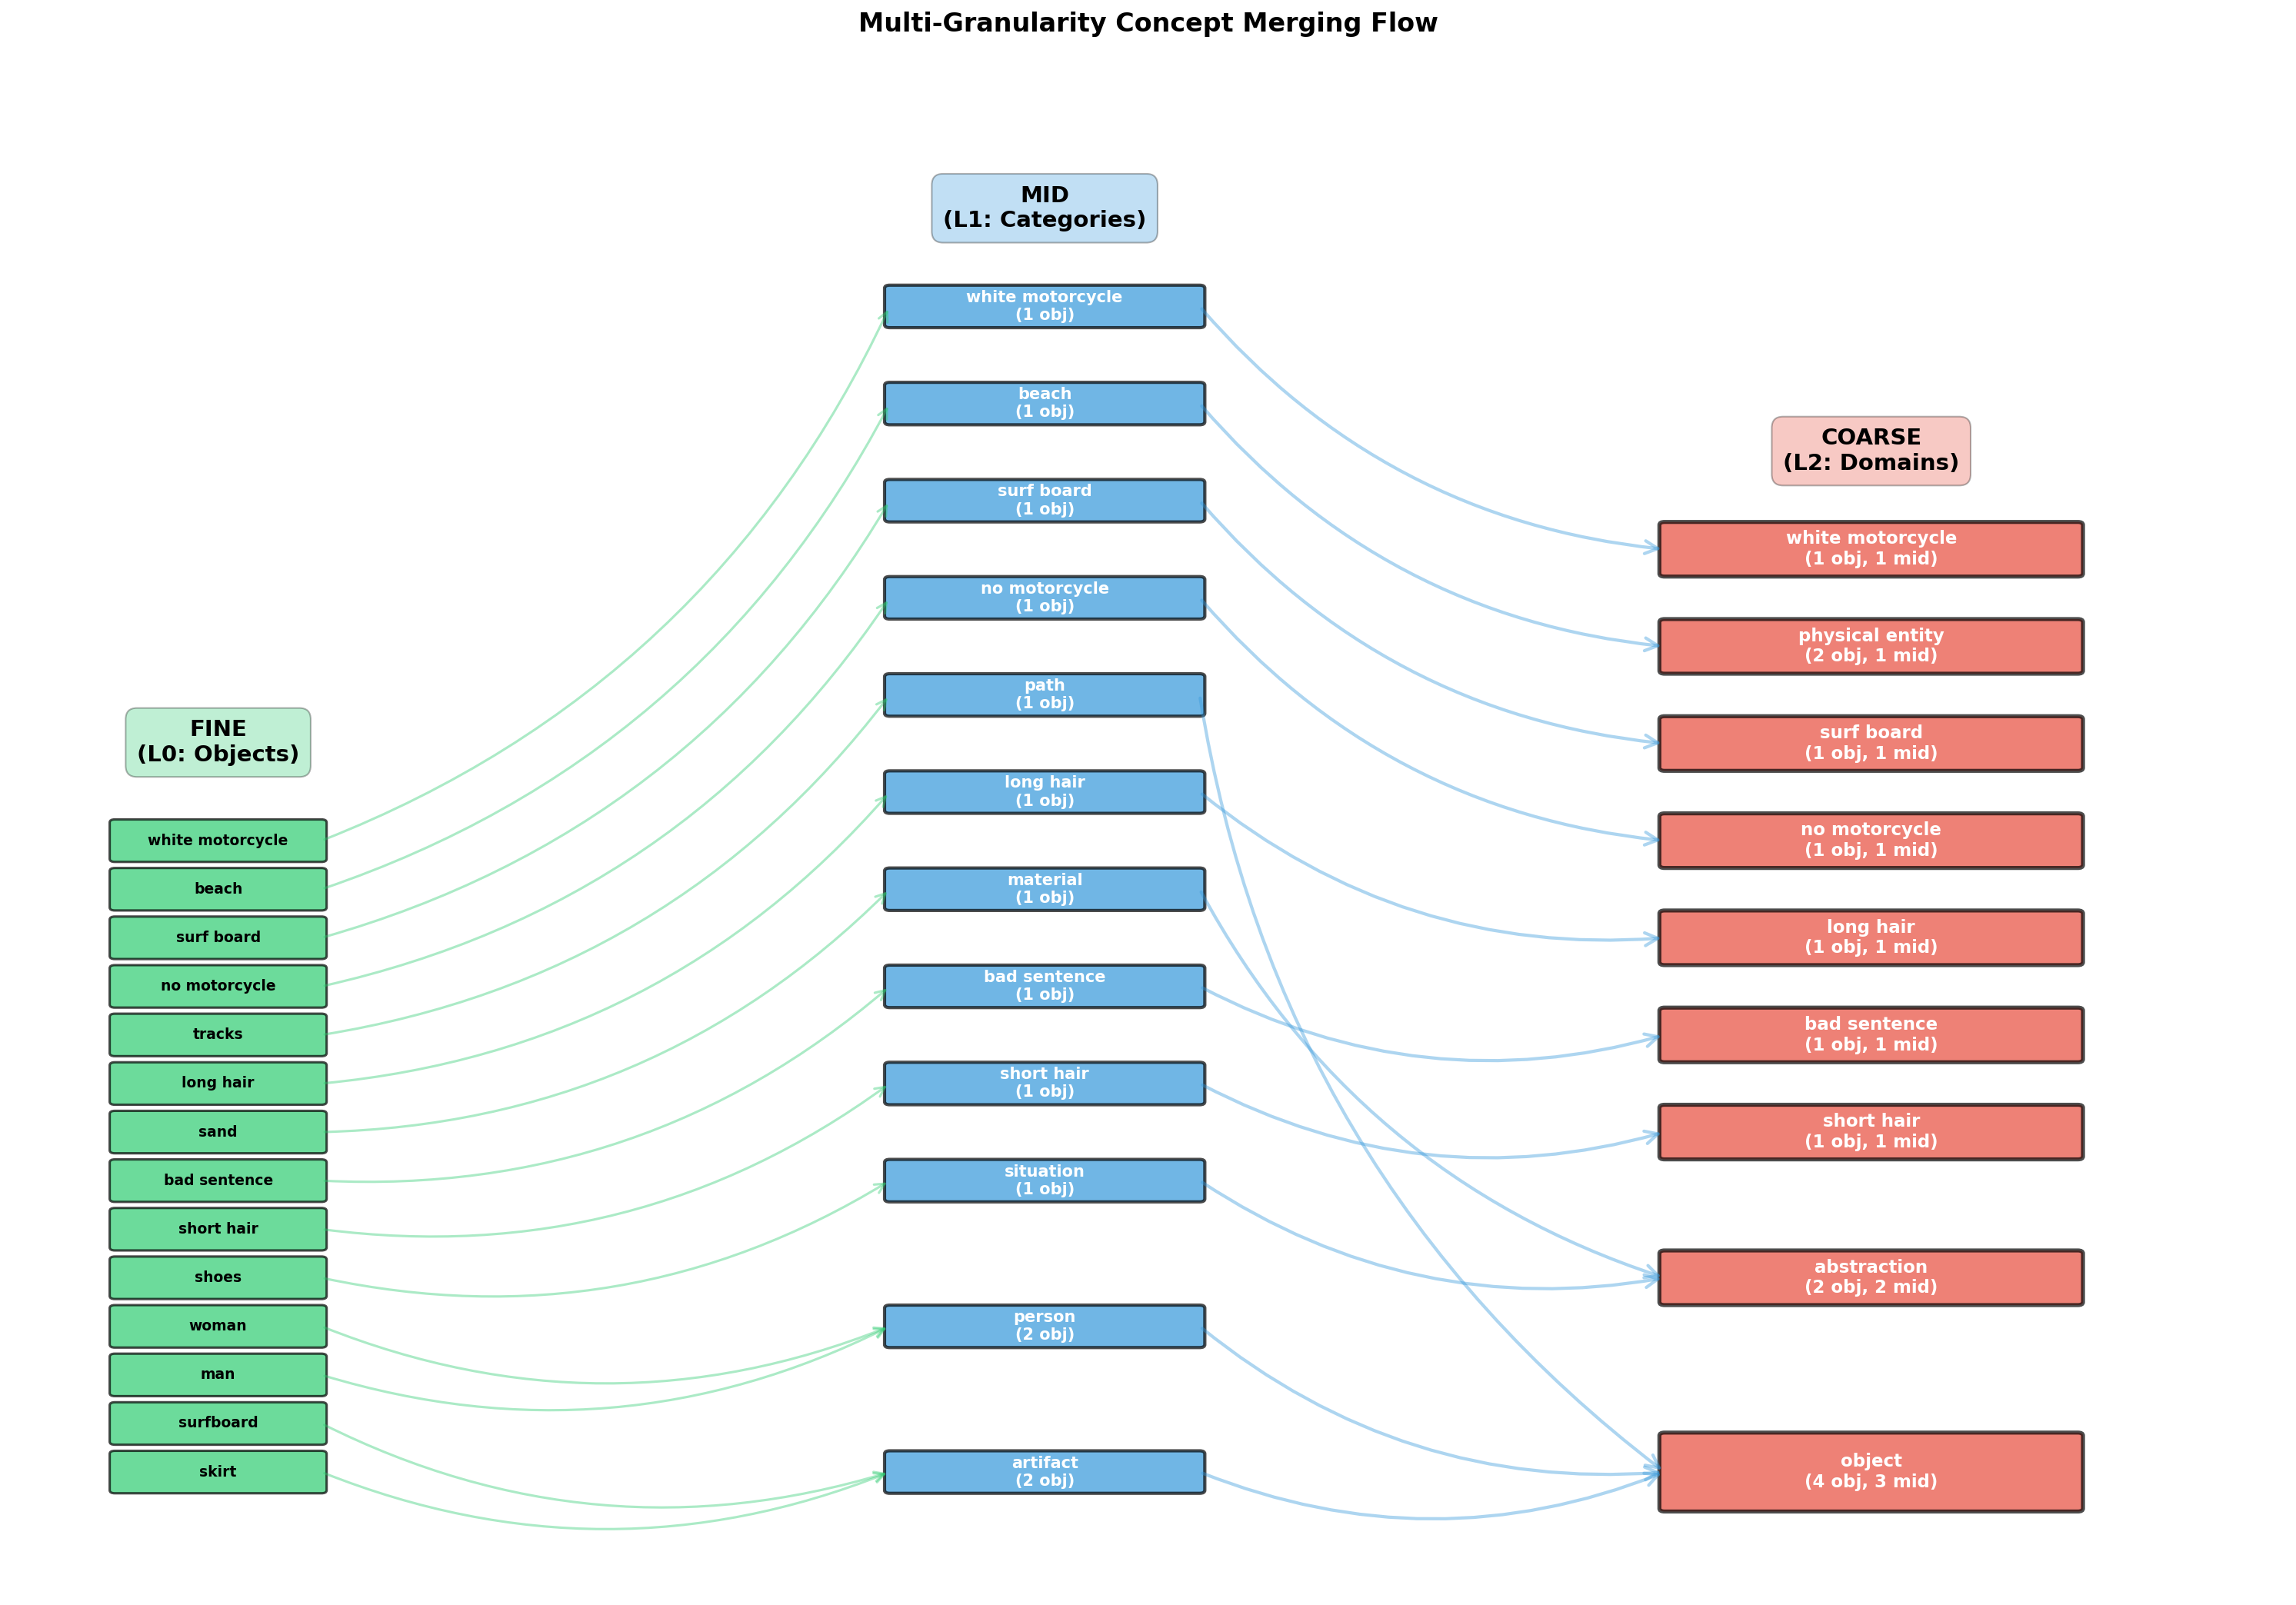 Multi-Granularity Concept Merging Flow
FINE
(L0: Objects)
white motorcycle
beach
surf board
no motorcycle
tracks
long hair
sand
bad sentence
short hair
shoes
woman
man
surfboard
skirt
MID
(L1: Categories)
white motorcycle
(1 obj)
beach
(1 obj)
surf board
(1 obj)
no motorcycle
(1 obj)
path
(1 obj)
long hair
(1 obj)
material
(1 obj)
bad sentence
(1 obj)
short hair
(1 obj)
situation
(1 obj)
person
(2 obj)
artifact
(2 obj)
COARSE
(L2: Domains)
white motorcycle
(1 obj, 1 mid)
physical entity
(2 obj, 1 mid)
surf board
(1 obj, 1 mid)
no motorcycle
(1 obj, 1 mid)
long hair
(1 obj, 1 mid)
bad sentence
(1 obj, 1 mid)
short hair
(1 obj, 1 mid)
abstraction
(2 obj, 2 mid)
object
(4 obj, 3 mid)